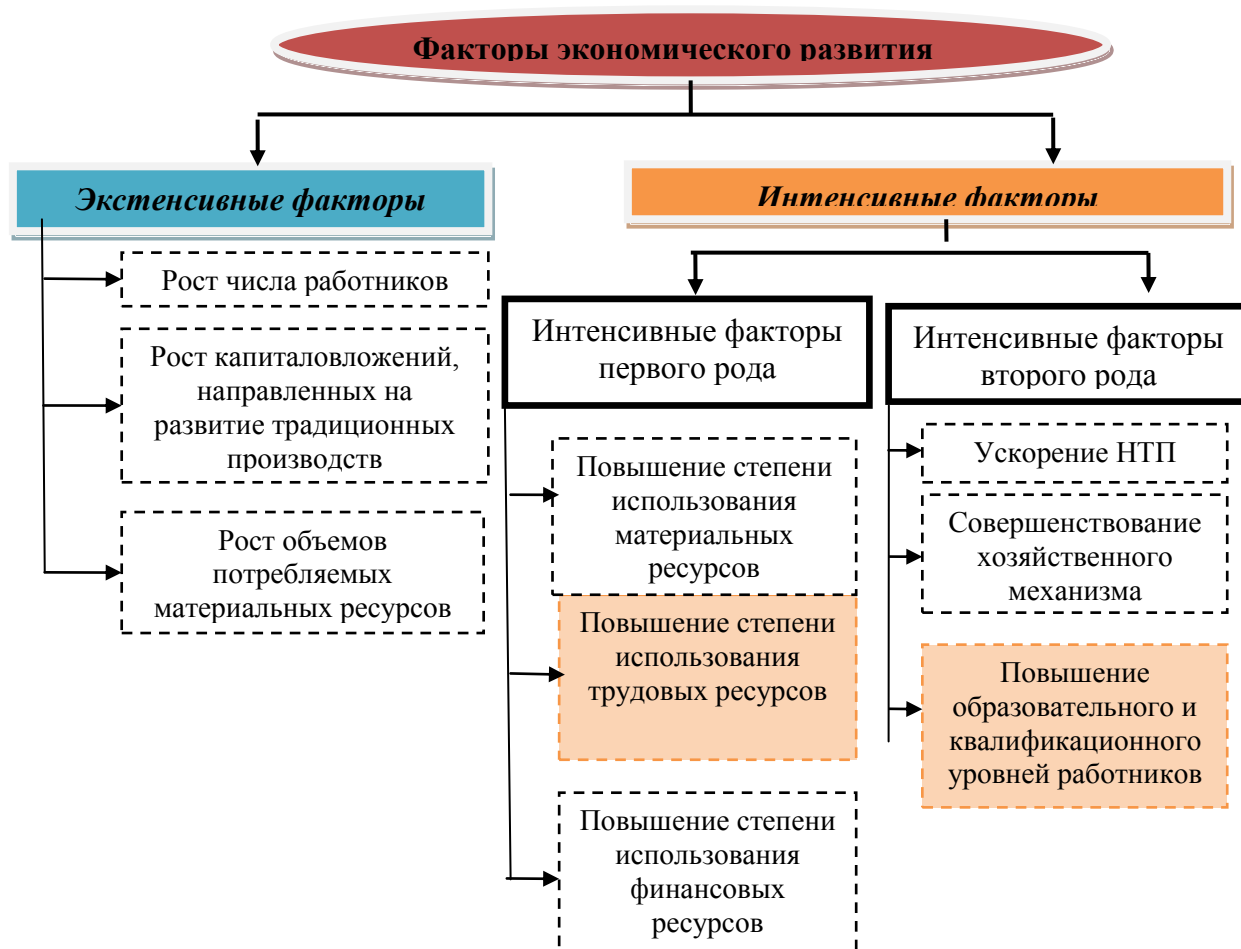 Факторы экономического развития
Экстенсивные факторы
Рост числа работников
Рост капиталовложений,
направленных на
развитие традиционных
производств
Рост объемов
потребляемых
материальных ресурсов
Интенсивные факторы
Интенсивные факторы
первого рода
Повышение степени
использования
материальных
ресурсов
Повышение степени
использования
трудовых ресурсов
Повышение степени
использования
финансовых
ресурсов
Интенсивные факторы
второго рода
Ускорение НТП
Совершенствование
хозяйственного
механизма
Повышение
образовательного и
квалификационного
уровней работников